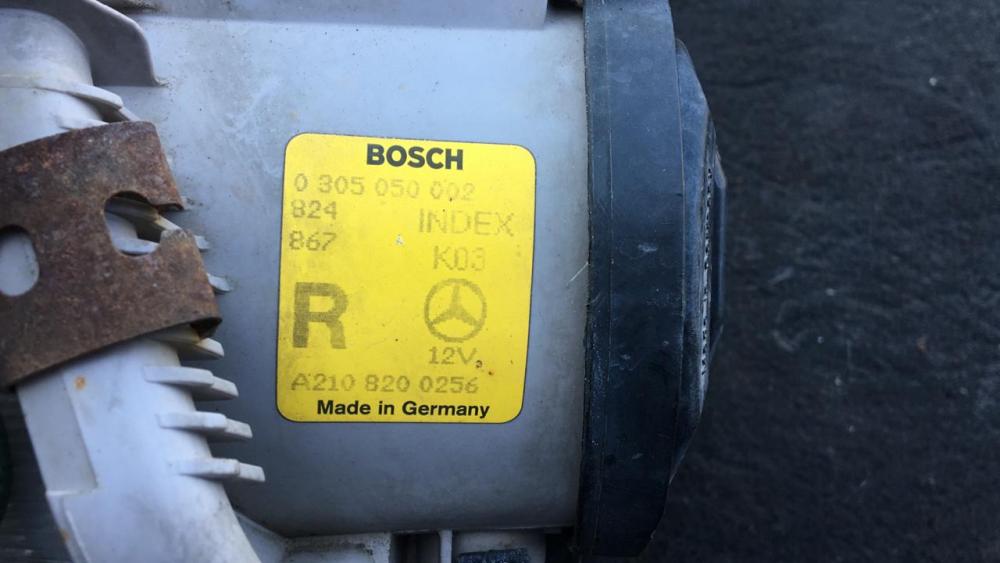 BOSCH
0 305 050 002
824
INDEX
867
K03
R
12V
A210 820 0256
Made in Germany